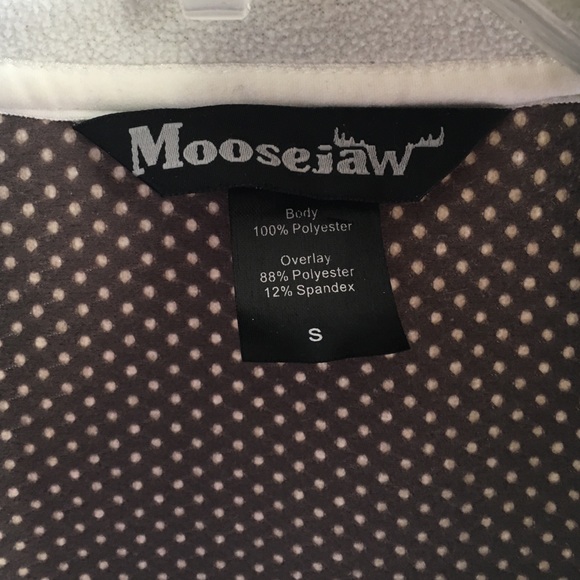 Moosejaw
Body
100% Polyester
Overlay
88% Polyester
12% Spandex
S